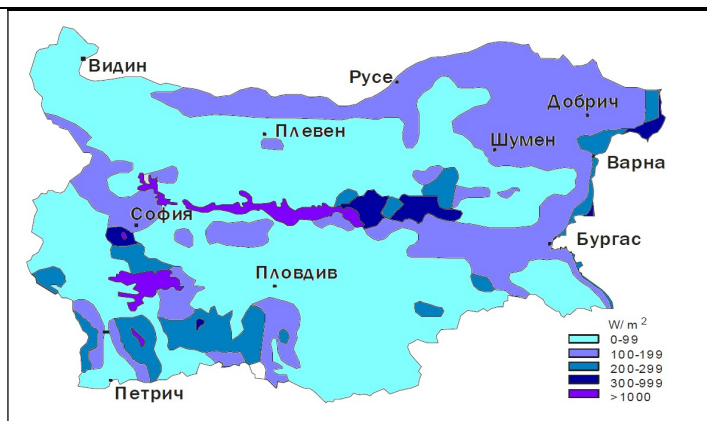 Видин
Русе
Добрич
Плевен
Шумен
Варна
София
Бургас
Пловдив
W/ m 2
0-99
100-199
200-299
300-999
>1000
Петрич